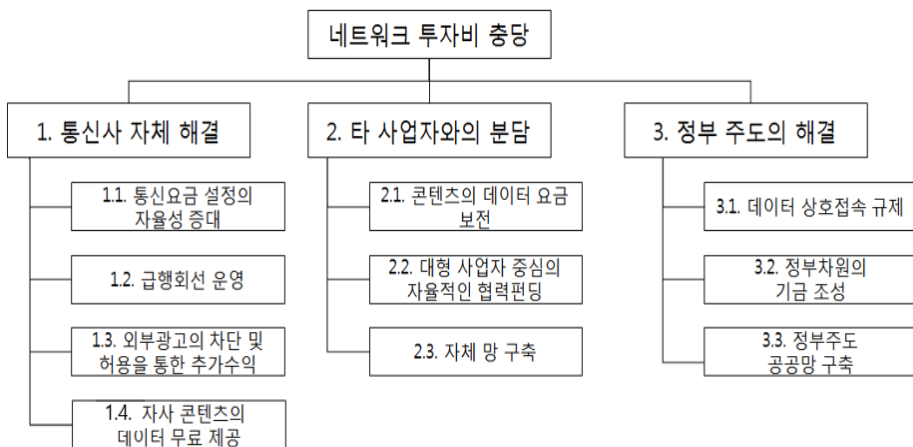 네트워크 투자비 충당
1. 통신사 자체 해결
1.1. 통신요금 설정의
자율성 증대
1.2. 급행회선 운영
1.3. 외부광고의 차단 및
허용을 통한 추가수익
1.4. 자사 콘텐츠의
데이터 무료 제공
2. 타 사업자와의 분담
2.1. 콘텐츠의 데이터 요금
보전
2.2. 대형 사업자 중심의
자율적인 협력펀딩
2.3. 자체 망 구축
3. 정부 주도의 해결
3.1. 데이터 상호접속 규제
3.2. 정부차원의
기금 조성
3.3. 정부주도
공공망 구축